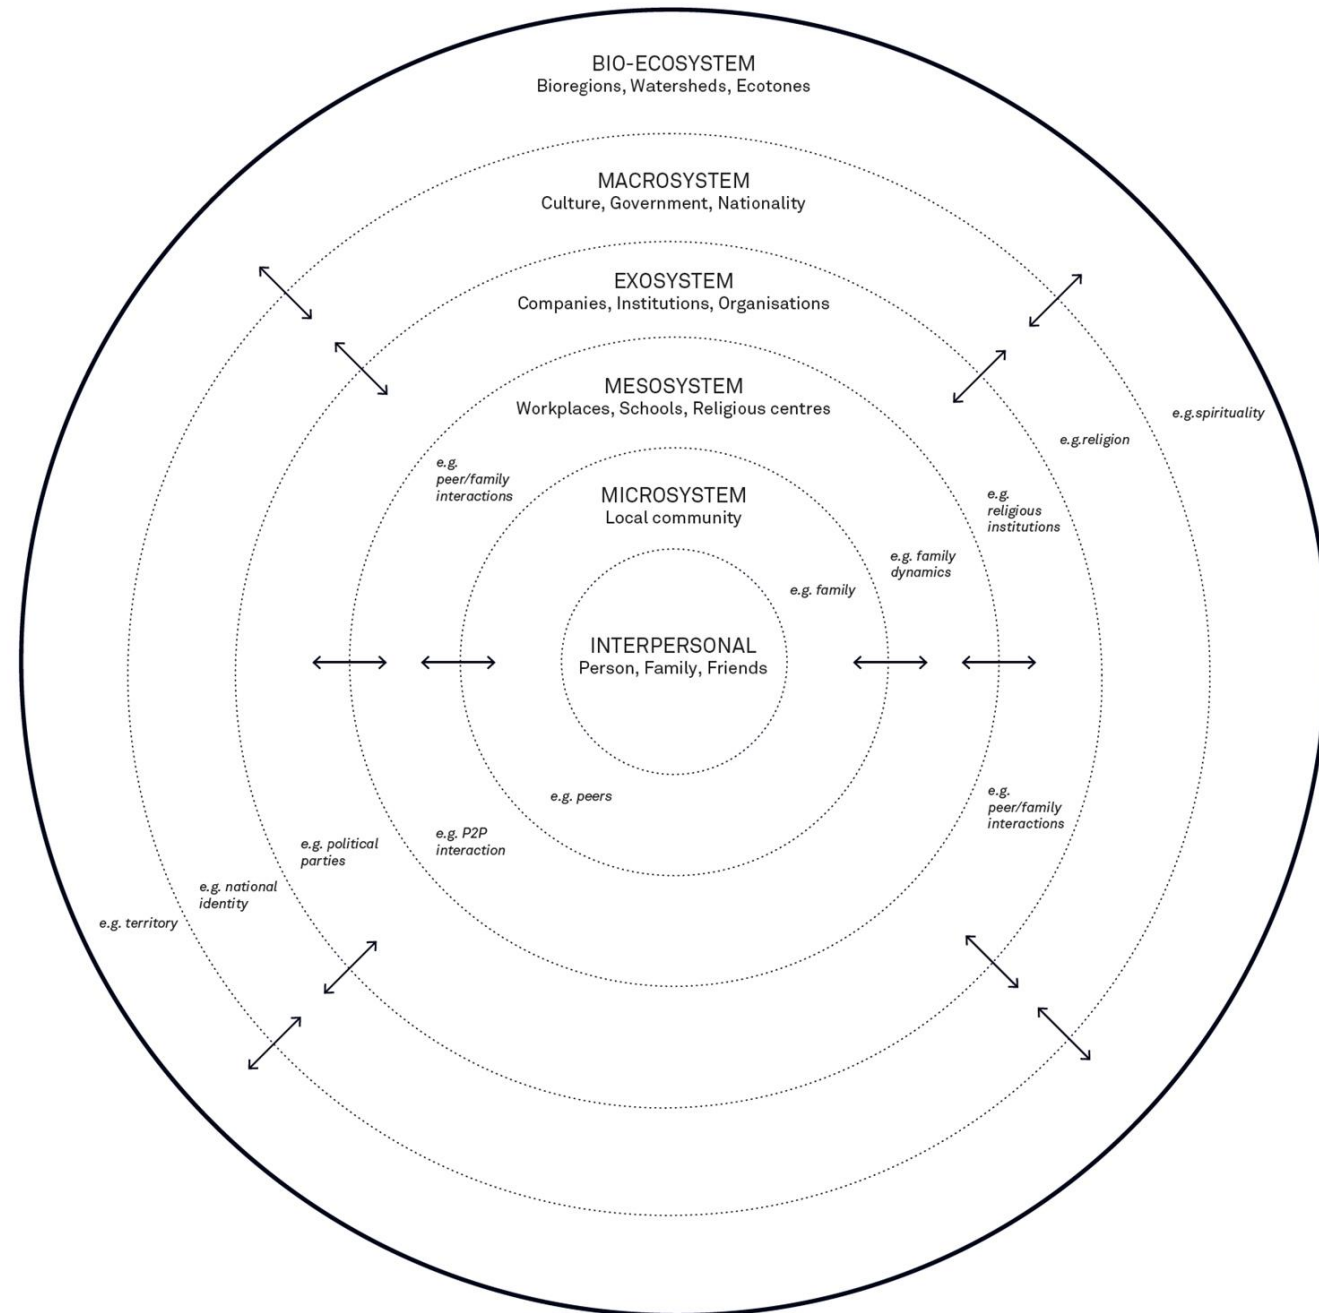 BIO-ECOSYSTEM
Bioregions, Watersheds, Ecotones
MACROSYSTEM
Culture, Government, Nationality
EXOSYSTEM
Companies, Institutions, Organisations
MESOSYSTEM
Workplaces, Schools, Religious centres
e.g.spirituality
e.g.religion
e.g.
peer/family
interactions
MICROSYSTEM
Local community
e.g.
religious
institutions
e.g. family
dynamics
e.g. family
INTERPERSONAL
Person, Family, Friends
e.g. peers
e.g.
peer/family
interactions
e.g. P2P
interaction
e.g. political
parties
e.g. national
identity
e.g. territory